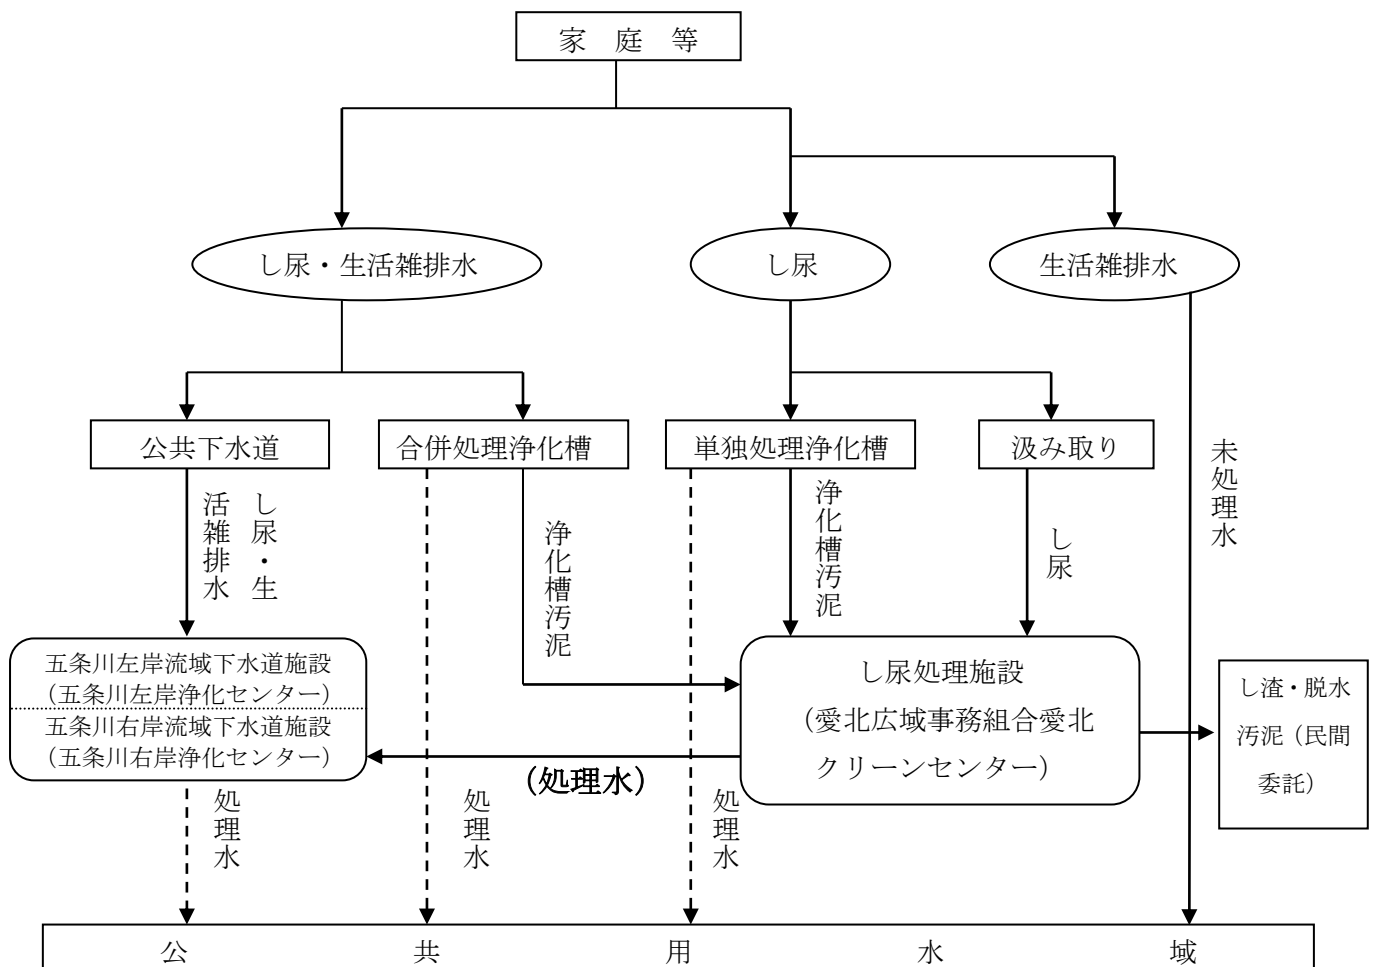 家　庭　等
し尿・生活雑排水
し尿
生活雑排水
公共下水道
合併処理浄化槽
単独処理浄化槽
汲み取り
し尿・生
活雑排水
浄化槽汚泥
浄化槽汚泥
し尿
未処理水
五条川左岸流域下水道施設
（五条川左岸浄化センター）
五条川右岸流域下水道施設
（五条川右岸浄化センター）
し尿処理施設
（愛北広域事務組合愛北
クリーンセンター）
し渣・脱水
汚泥（民間
委託）
（処理水）
処理水
処理水
処理水
公　共　用　水　域